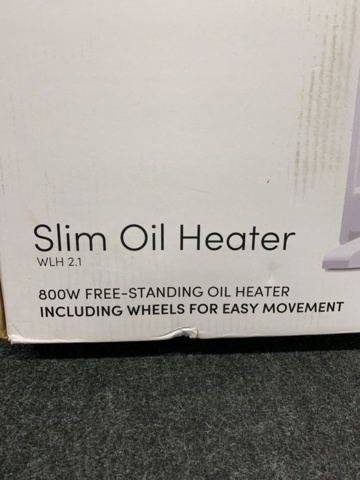 Slim Oil Heater
WLH 2.1
800W FREE-STANDING OIL HEATER
INCLUDING WHEELS FOR EASY MOVEMENT